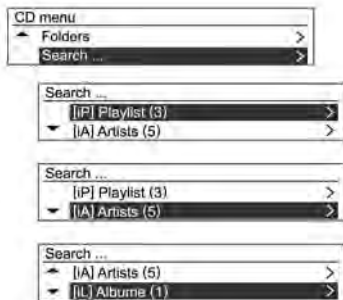 CD menu
Folders >
Search ... >
Search ...
[iP] Playlist (3) >
[iA] Artists (5) >
Search ...
[iP] Playlist (3) >
[iA] Artists (5) >
Search ...
[iA] Artists (5) >
[iL] Albume (1) >